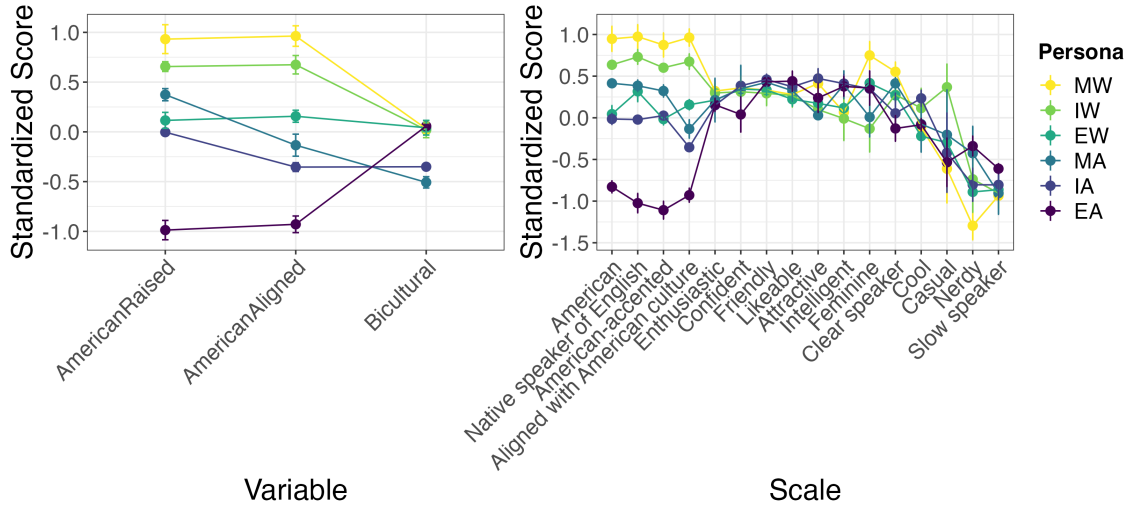 Standardized Score
1.0
0.5
0.0
-0.5
-1.0
AmericanRaised
AmericanAligned
Bicultural
Variable
Standardized Score
1.0
0.5
0.0
-0.5
-1.0
-1.5
American
Native speaker of English
American-accented
Aligned with American culture
Enthusiastic
Confident
Friendly
Likeable
Attractive
Intelligent
Feminine
Clear speaker
Cool
Casual
Nerdy
Slow speaker
Scale
Persona
MW
IW
EW
MA
IA
EA